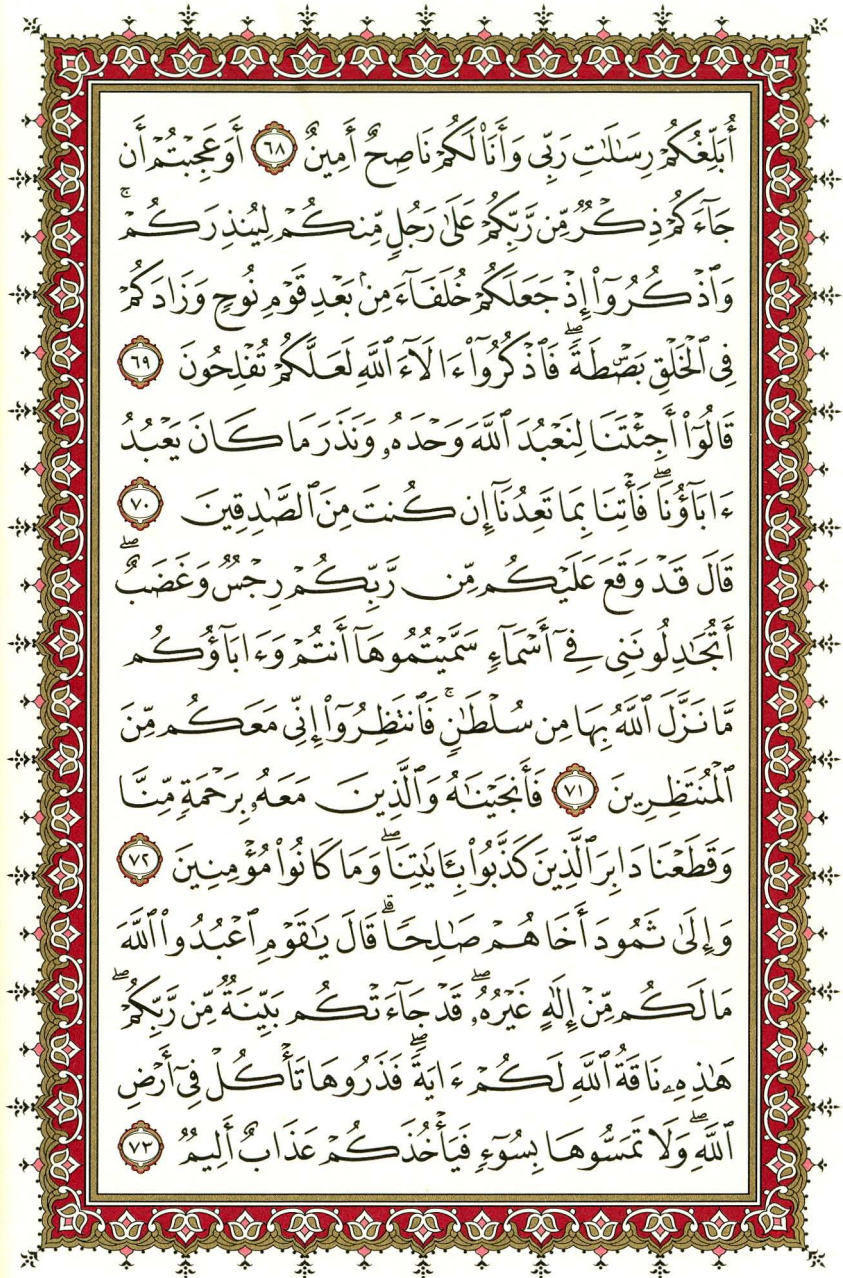 أُبَلِّغُكُمْ رِسَٰلَٰتِ رَبِّى وَأَنَا۠ لَكُمْ نَاصِحٌ أَمِينٌ ٦٨ أَوَعَجِبْتُمْ أَن
جَآءَكُمْ ذِكْرٌ مِّن رَّبِّكُمْ عَلَىٰ رَجُلٍ مِّنكُمْ لِيُنذِرَكُمْ ۚ
وَٱذْكُرُوٓا۟ إِذْ جَعَلَكُمْ خُلَفَآءَ مِنۢ بَعْدِ قَوْمِ نُوحٍ وَزَادَكُمْ
فِى ٱلْخَلْقِ بَصْۜطَةً ۖ فَٱذْكُرُوٓا۟ ءَالَآءَ ٱللَّهِ لَعَلَّكُمْ تُفْلِحُونَ ٦٩
قَالُوٓا۟ أَجِئْتَنَا لِنَعْبُدَ ٱللَّهَ وَحْدَهُۥ وَنَذَرَ مَا كَانَ يَعْبُدُ
ءَابَآؤُنَا ۖ فَأْتِنَا بِمَا تَعِدُنَآ إِن كُنتَ مِنَ ٱلصَّٰدِقِينَ ٧٠
قَالَ قَدْ وَقَعَ عَلَيْكُم مِّن رَّبِّكُمْ رِجْسٌ وَغَضَبٌ ۖ
أَتُجَٰدِلُونَنِى فِىٓ أَسْمَآءٍ سَمَّيْتُمُوهَآ أَنتُمْ وَءَابَآؤُكُم
مَّا نَزَّلَ ٱللَّهُ بِهَا مِن سُلْطَٰنٍ ۚ فَٱنتَظِرُوٓا۟ إِنِّى مَعَكُم مِّنَ
ٱلْمُنتَظِرِينَ ٧١ فَأَنجَيْنَٰهُ وَٱلَّذِينَ مَعَهُۥ بِرَحْمَةٍ مِّنَّا
وَقَطَعْنَا دَابِرَ ٱلَّذِينَ كَذَّبُوا۟ بِـَٔايَٰتِنَا ۖ وَمَا كَانُوا۟ مُؤْمِنِينَ ٧٢
وَإِلَىٰ ثَمُودَ أَخَاهُمْ صَٰلِحًا ۗ قَالَ يَٰقَوْمِ ٱعْبُدُوا۟ ٱللَّهَ
مَا لَكُم مِّنْ إِلَٰهٍ غَيْرُهُۥ ۖ قَدْ جَآءَتْكُم بَيِّنَةٌ مِّن رَّبِّكُمْ ۖ
هَٰذِهِۦ نَاقَةُ ٱللَّهِ لَكُمْ ءَايَةً ۖ فَذَرُوهَا تَأْكُلْ فِىٓ أَرْضِ
ٱللَّهِ ۖ وَلَا تَمَسُّوهَا بِسُوٓءٍ فَيَأْخُذَكُمْ عَذَابٌ أَلِيمٌ ٧٣